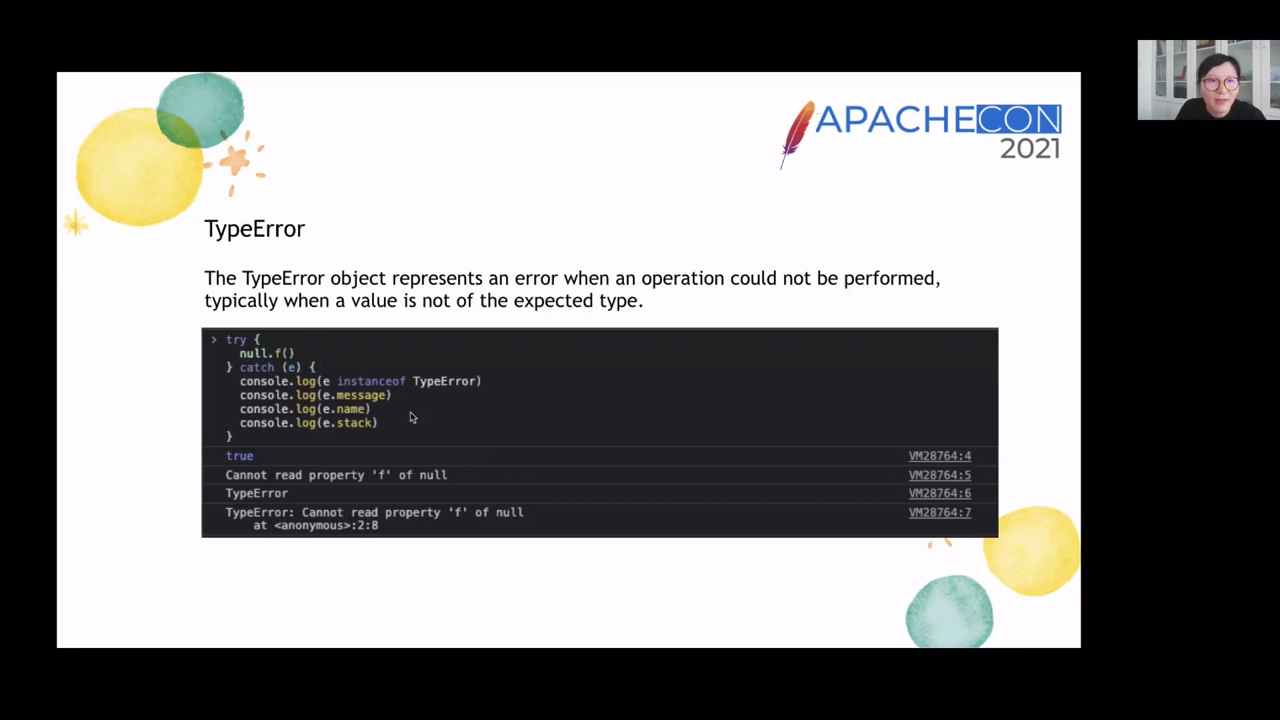 APACHECON
2021
TypeError
The TypeError object represents an error when an operation could not be performed,
typically when a value is not of the expected type.
> try {
null.f()
} catch (e) {
console.log(e instanceof TypeError)
console.log(e.message)
console.log(e.name)
console.log(e.stack)
}
true VM28764:4
Cannot read property 'f' of null VM28764:5
TypeError VM28764:6
TypeError: Cannot read property 'f' of null VM28764:7
at <anonymous>:2:8